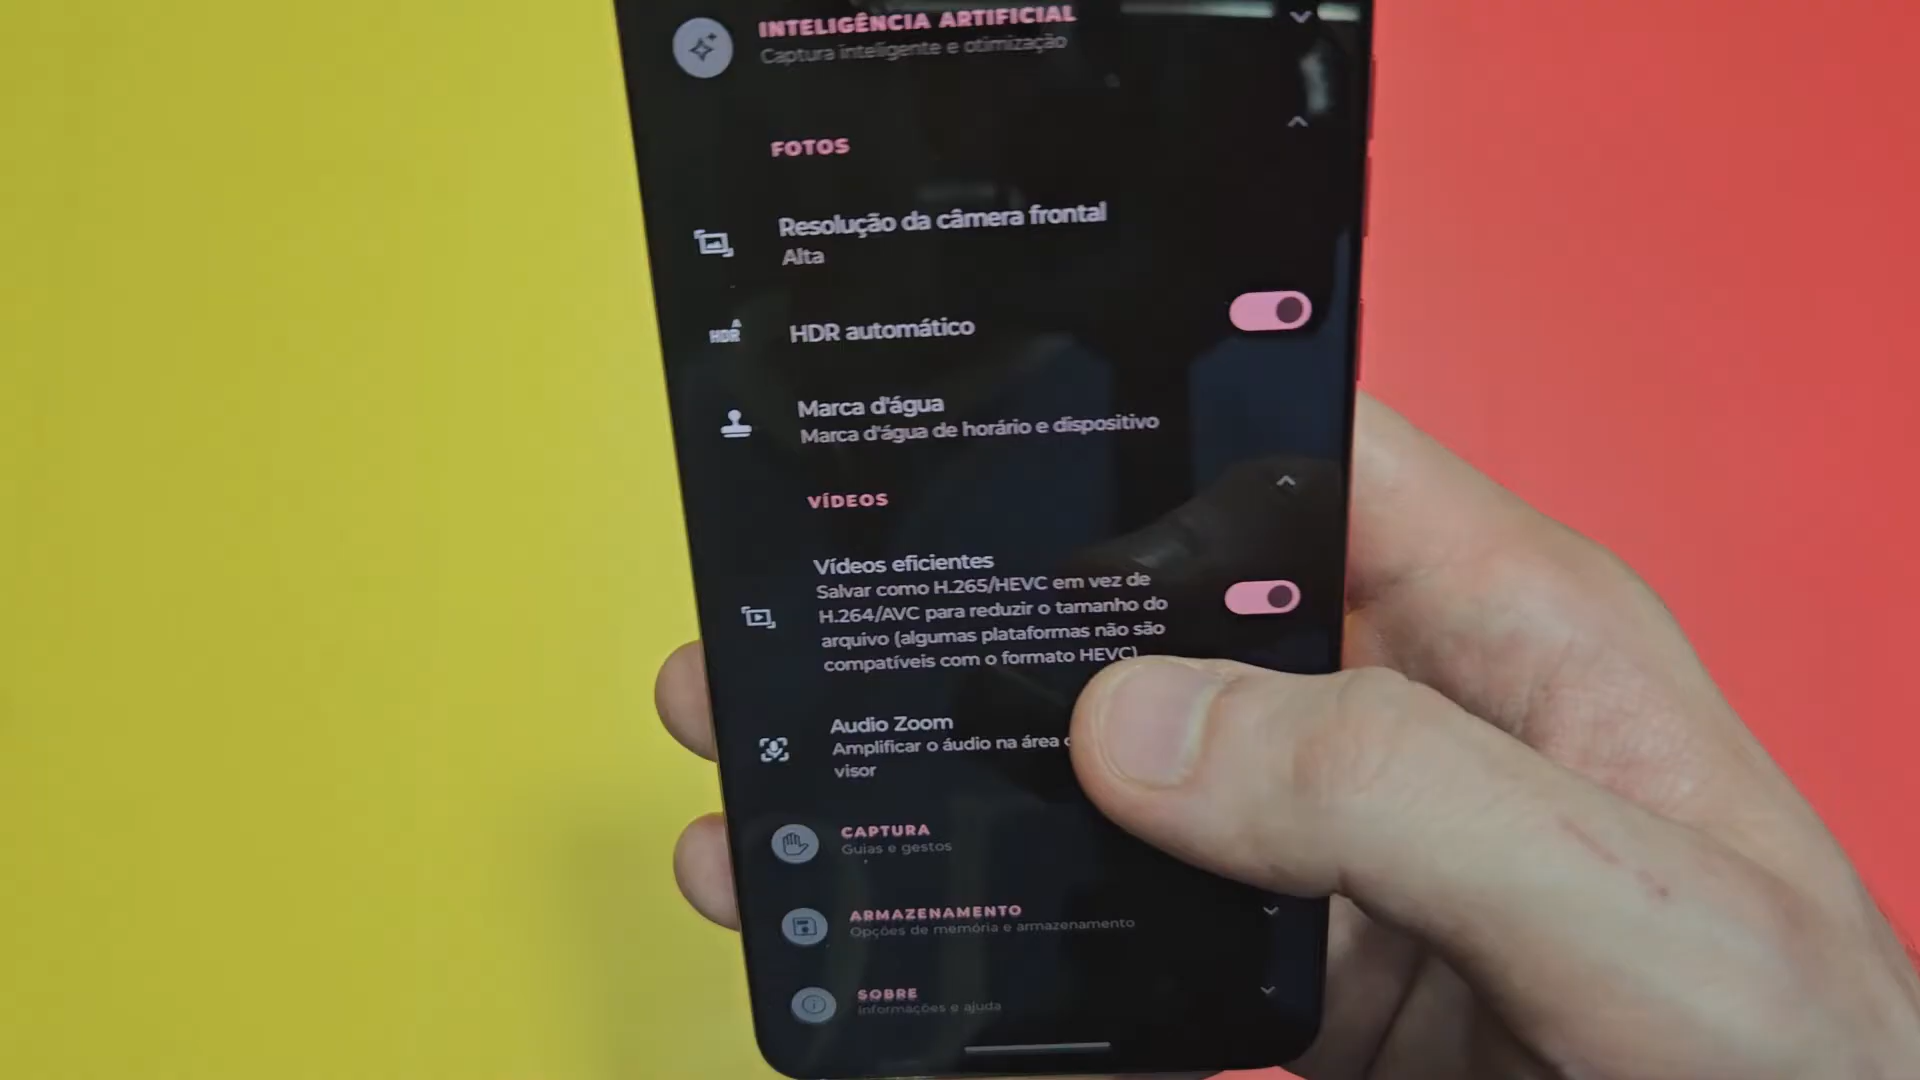 INTELIGÊNCIA ARTIFICIAL
Captura inteligente e otimização
FOTOS
Resolução da câmera frontal
Alta
HDR
HDR automático
Marca d'água
Marca d'água de horário e dispositivo
VÍDEOS
Vídeos eficientes
Salvar como H.265/HEVC em vez de
H.264/AVC para reduzir o tamanho do
arquivo (algumas plataformas não são
compatíveis com o formato HEVC)
Audio Zoom
Amplificar o áudio na área
visor
CAPTURA
Guias e gestos
ARMAZENAMENTO
Opções de memória e armazenamento
SOBRE
Informações e ajuda